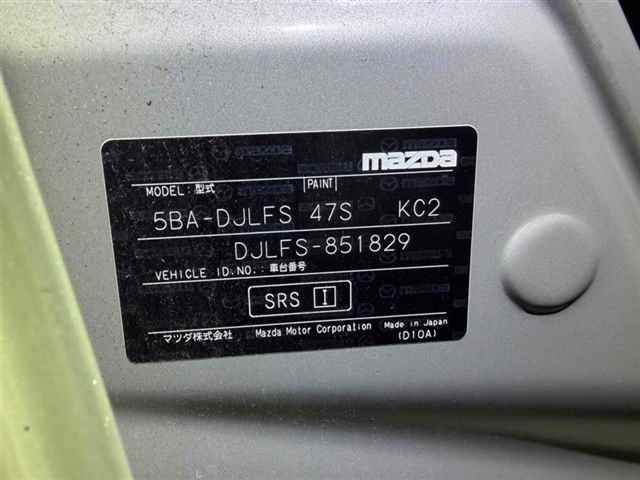 mazda
MODEL: 型式 PAINT
5BA-DJLFS 47S KC2
DJLFS-851829
VEHICLE ID.NO.: 車台番号
SRS I
マツダ株式会社 Mazda Motor Corporation Made in Japan
(D10A)